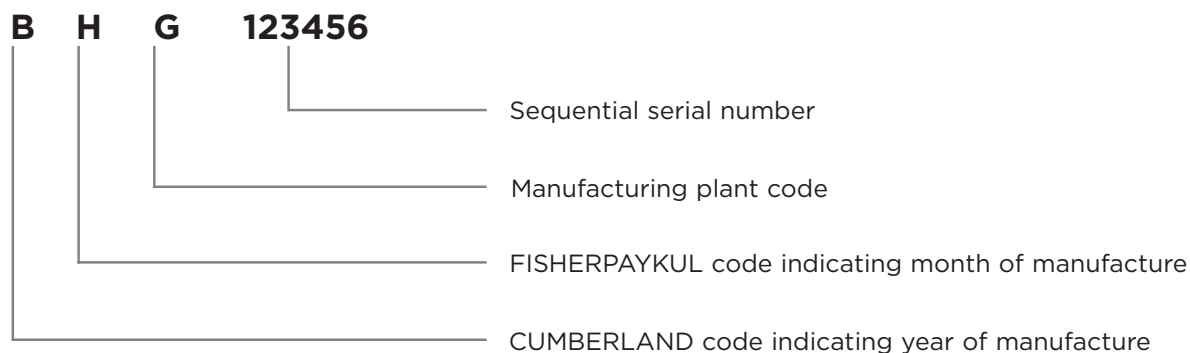 B H G 123456
Sequential serial number
Manufacturing plant code
FISHERPAYKUL code indicating month of manufacture
CUMBERLAND code indicating year of manufacture